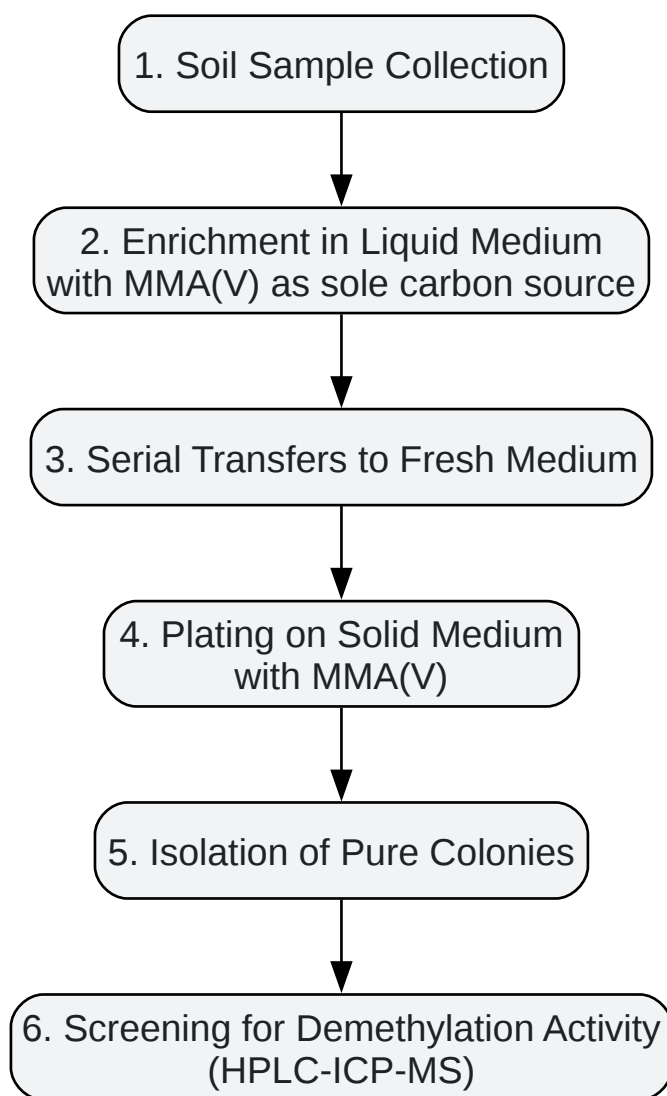 1. Soil Sample Collection
2. Enrichment in Liquid Medium
with MMA(V) as sole carbon source
3. Serial Transfers to Fresh Medium
4. Plating on Solid Medium
with MMA(V)
5. Isolation of Pure Colonies
6. Screening for Demethylation Activity
(HPLC-ICP-MS)